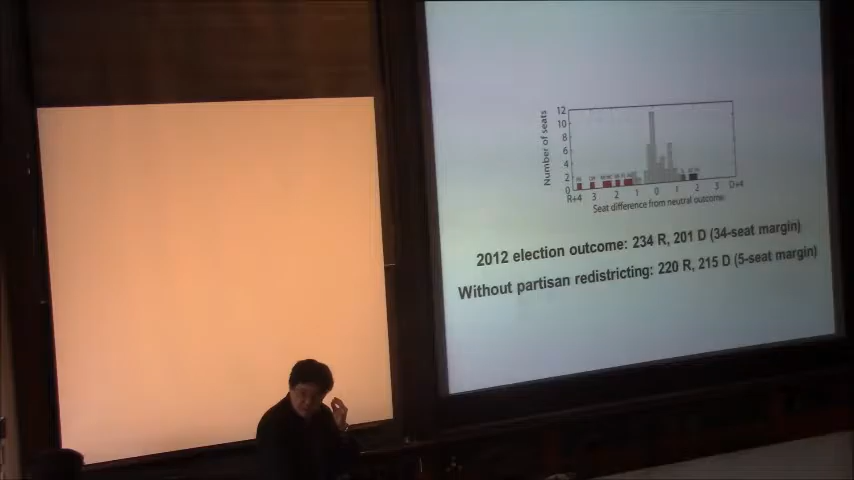 Number of seats
12
10
8
6
4
2
0
R+4 3 2 1 0 1 2 3 D+4
Seat difference from neutral outcome
2012 election outcome: 234 R, 201 D (34-seat margin)
Without partisan redistricting: 220 R, 215 D (5-seat margin)